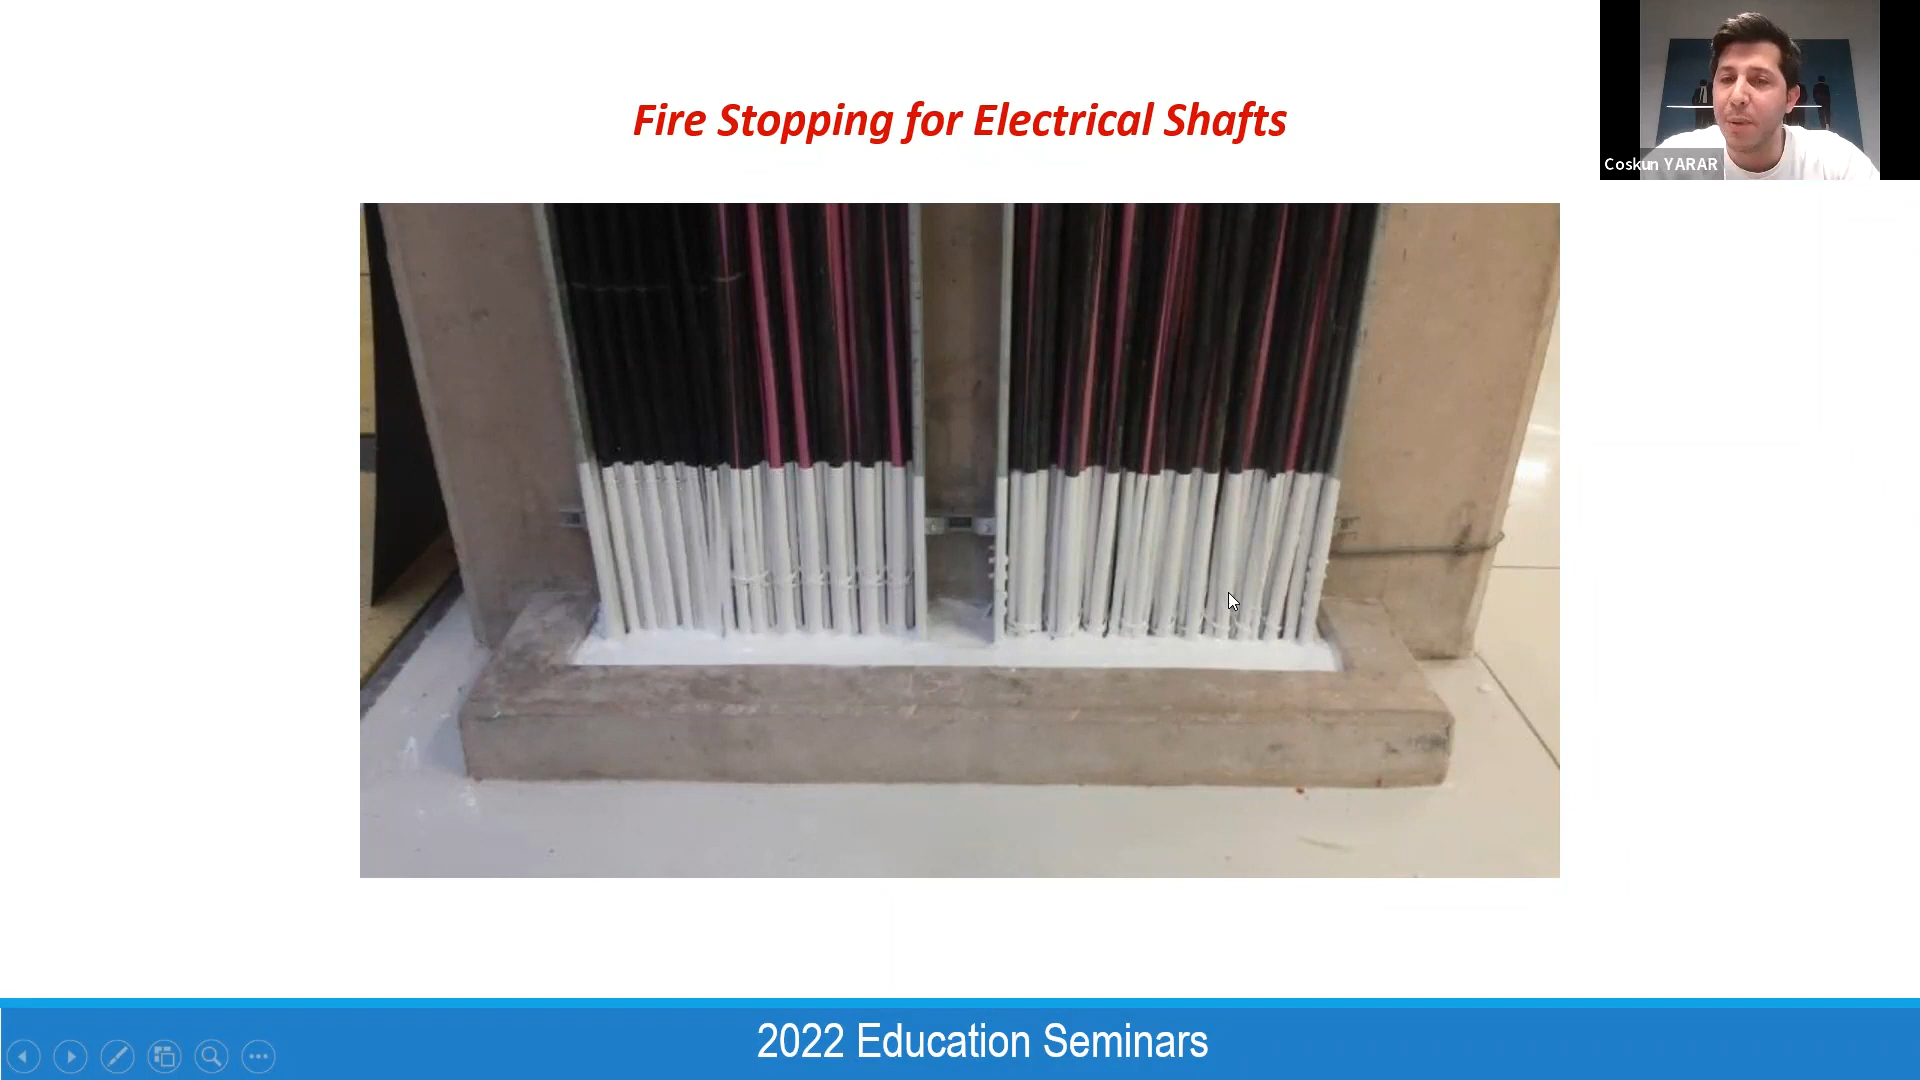 Fire Stopping for Electrical Shafts
Coskun YARAR
2022 Education Seminars